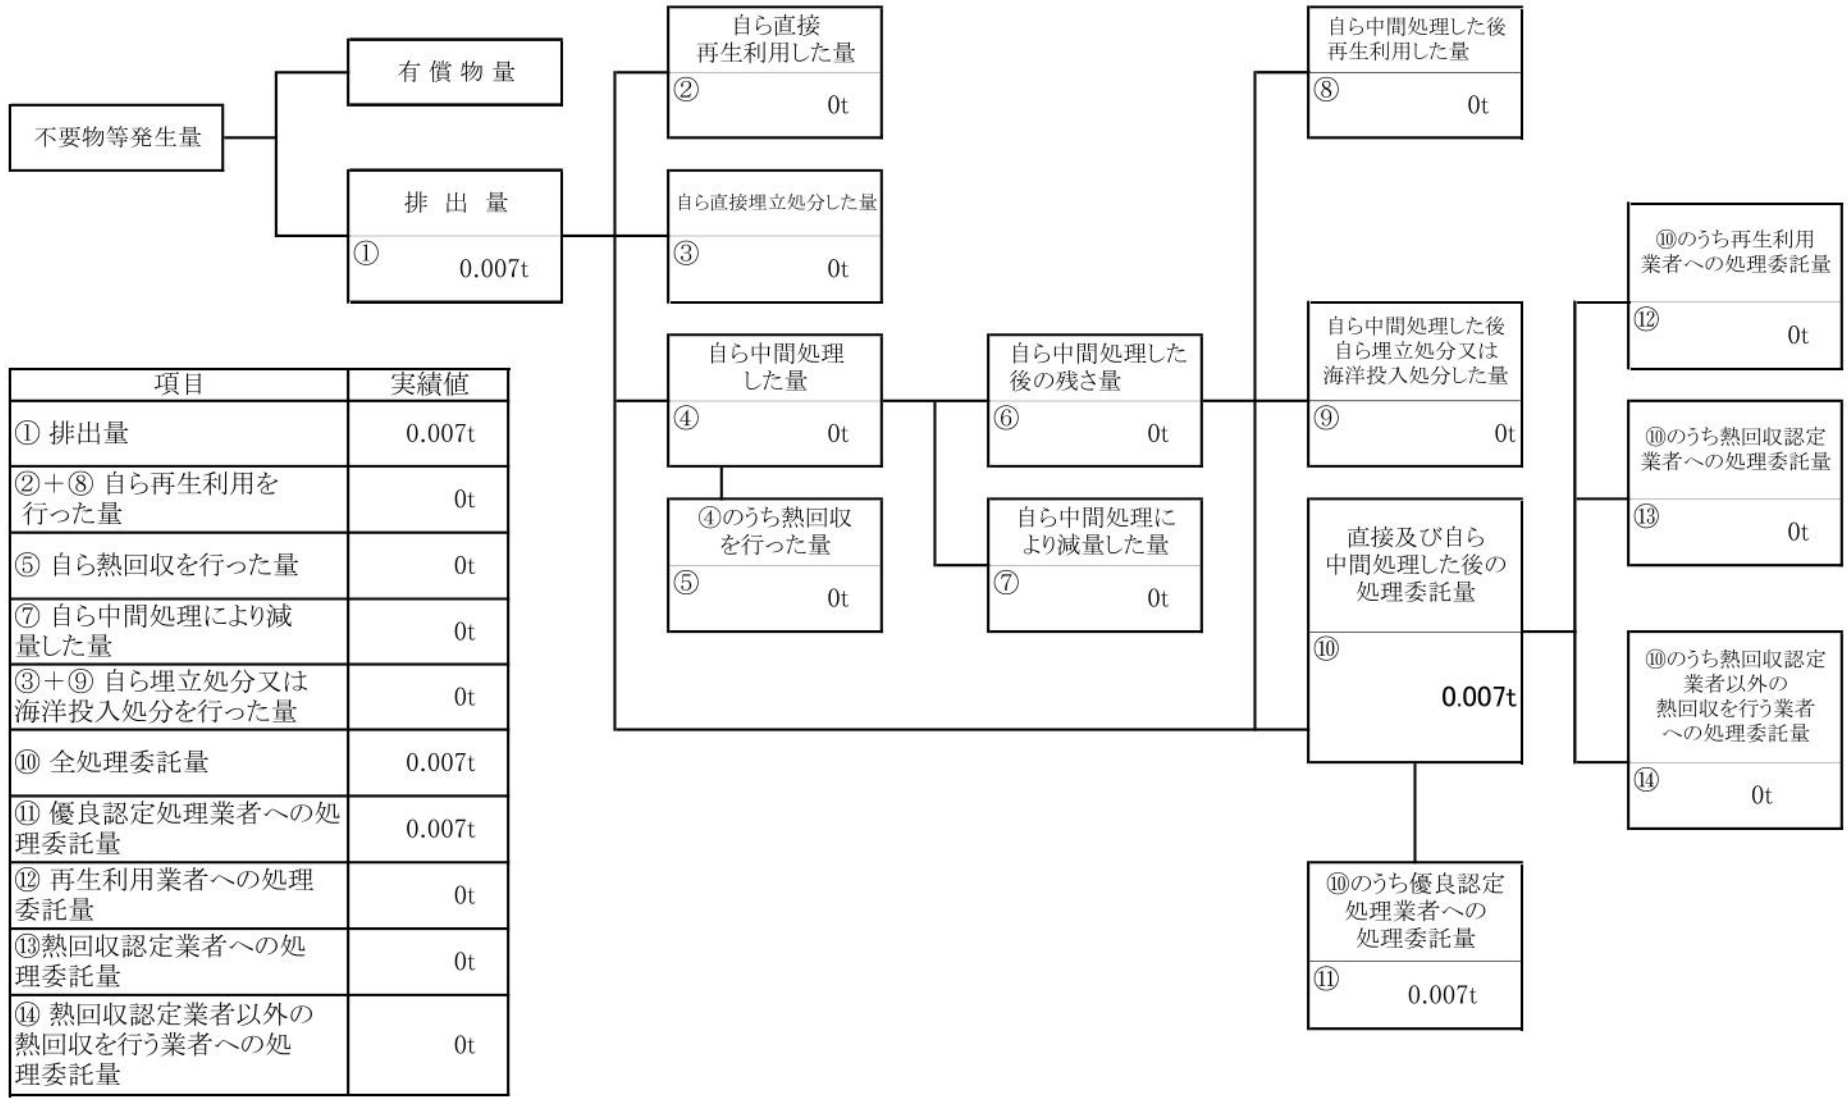 不要物等発生量
有償物量
排出量
①
0.007t
自ら直接
再生利用した量
②
0t
自ら直接埋立処分した量
③
0t
自ら中間処理
した量
④
0t
④のうち熱回収
を行った量
⑤
0t
自ら中間処理した
後の残さ量
⑥
0t
自ら中間処理に
より減量した量
⑦
0t
自ら中間処理した後
再生利用した量
⑧
0t
自ら中間処理した後
自ら埋立処分又は
海洋投入処分した量
⑨
0t
直接及び自ら
中間処理した後の
処理委託量
⑩
0.007t
⑩のうち優良認定
処理業者への
処理委託量
⑪
0.007t
⑩のうち再生利用
業者への処理委託量
⑫
0t
⑩のうち熱回収認定
業者への処理委託量
⑬
0t
⑩のうち熱回収認定
業者以外の
熱回収を行う業者
への処理委託量
⑭
0t
項目 実績値
① 排出量 0.007t
②+⑧ 自ら再生利用を
行った量
0t
⑤ 自ら熱回収を行った量 0t
⑦ 自ら中間処理により減
量した量
0t
③+⑨ 自ら埋立処分又は
海洋投入処分を行った量
0t
⑩ 全処理委託量 0.007t
⑪ 優良認定処理業者への処
理委託量
0.007t
⑫ 再生利用業者への処理
委託量
0t
⑬熱回収認定業者への処
理委託量
0t
⑭ 熱回収認定業者以外の
熱回収を行う業者への処
理委託量
0t